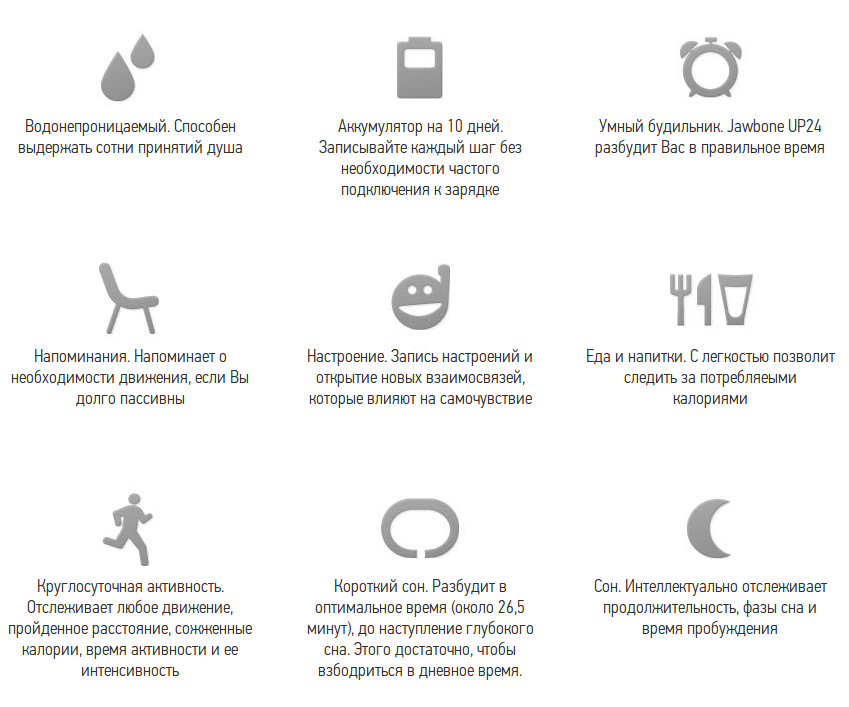 Водонепроницаемый. Способен
выдержать сотни принятий душа
Аккумулятор на 10 дней.
Записывайте каждый шаг без
необходимости частого
подключения к зарядке
Умный будильник. Jawbone UP24
разбудит Вас в правильное время
Напоминания. Напоминает о
необходимости движения, если Вы
долго пассивны
Настроение. Запись настроений и
открытие новых взаимосвязей,
которые влияют на самочувствие
Еда и напитки. С легкостью позволит
следить за потребляеыми
калориями
Круглосуточная активность.
Отслеживает любое движение,
пройденное расстояние, сожженные
калории, время активности и ее
интенсивность
Короткий сон. Разбудит в
оптимальное время (около 26,5
минут), до наступление глубокого
сна. Этого достаточно, чтобы
взбодриться в дневное время.
Сон. Интеллектуально отслеживает
продолжительность, фазы сна и
время пробуждения